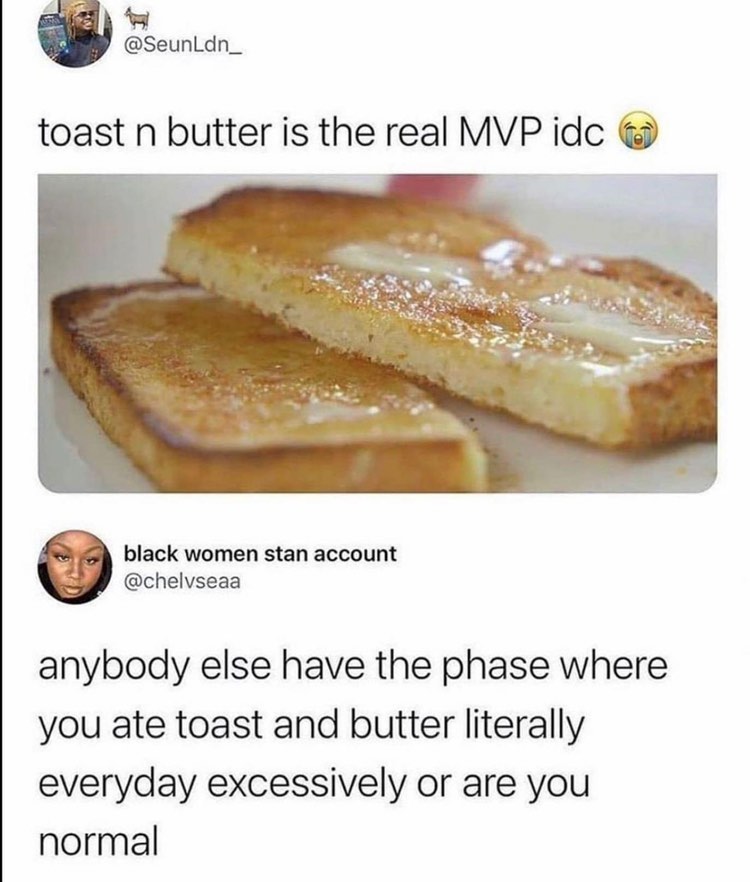 @SeunLdn_
toast n butter is the real MVP idc 😭
black women stan account
@chelvseaa
anybody else have the phase where
you ate toast and butter literally
everyday excessively or are you
normal